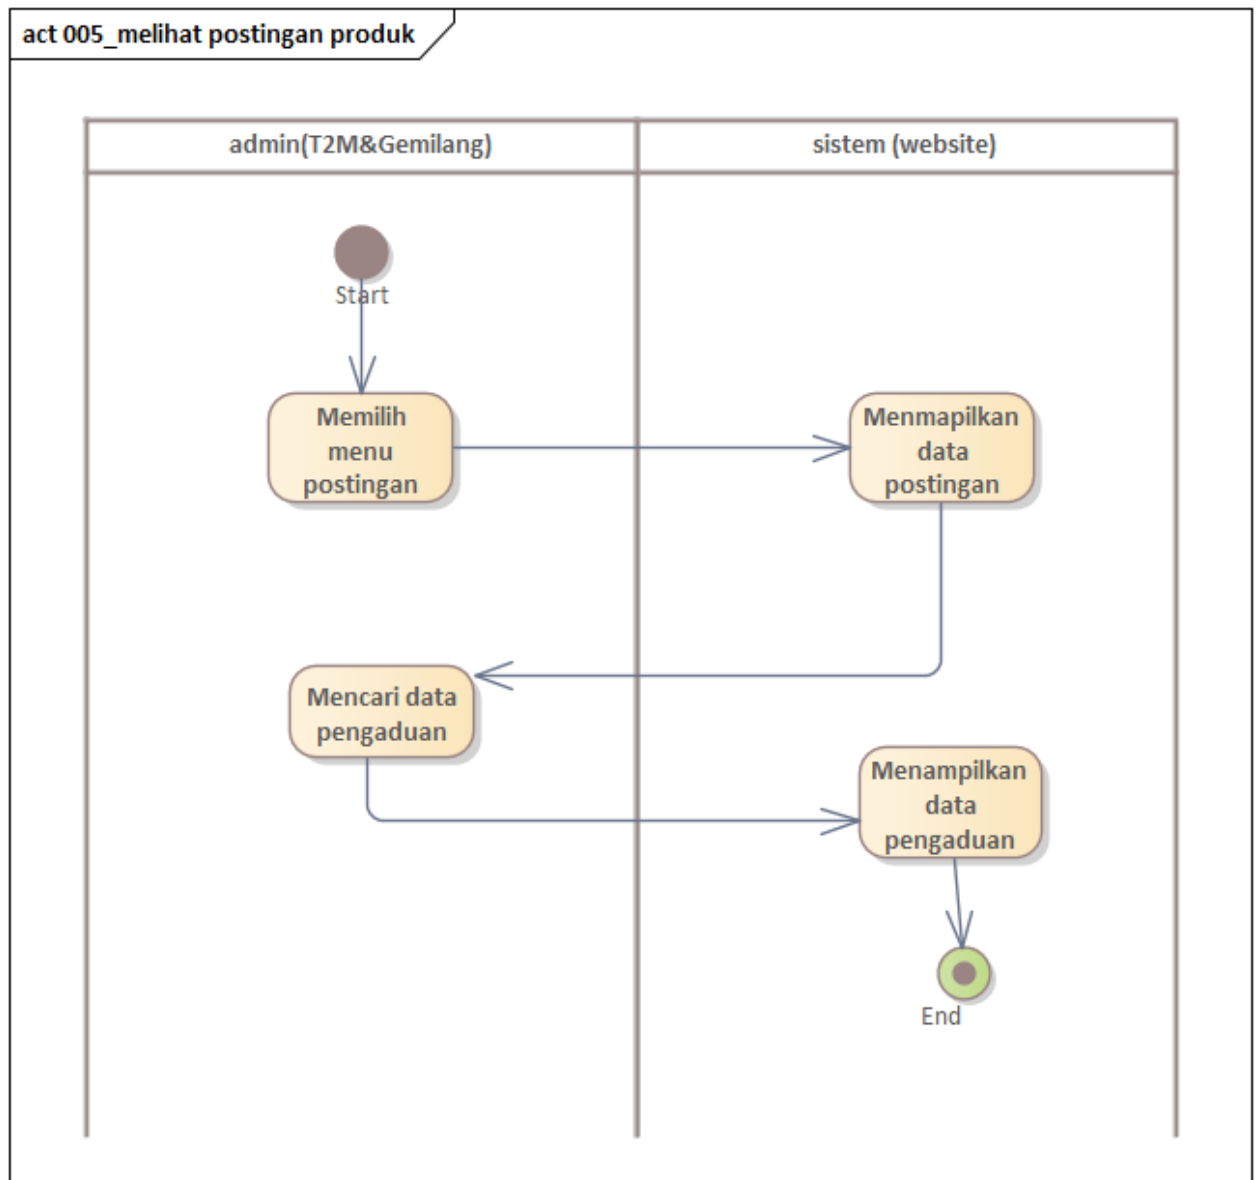 act 005_melihat postingan produk
admin(T2M&Gemilang)
sistem (website)
Start
Memilih
menu
postingan
Menmapilkan
data
postingan
Mencari data
pengaduan
Menampilkan
data
pengaduan
End